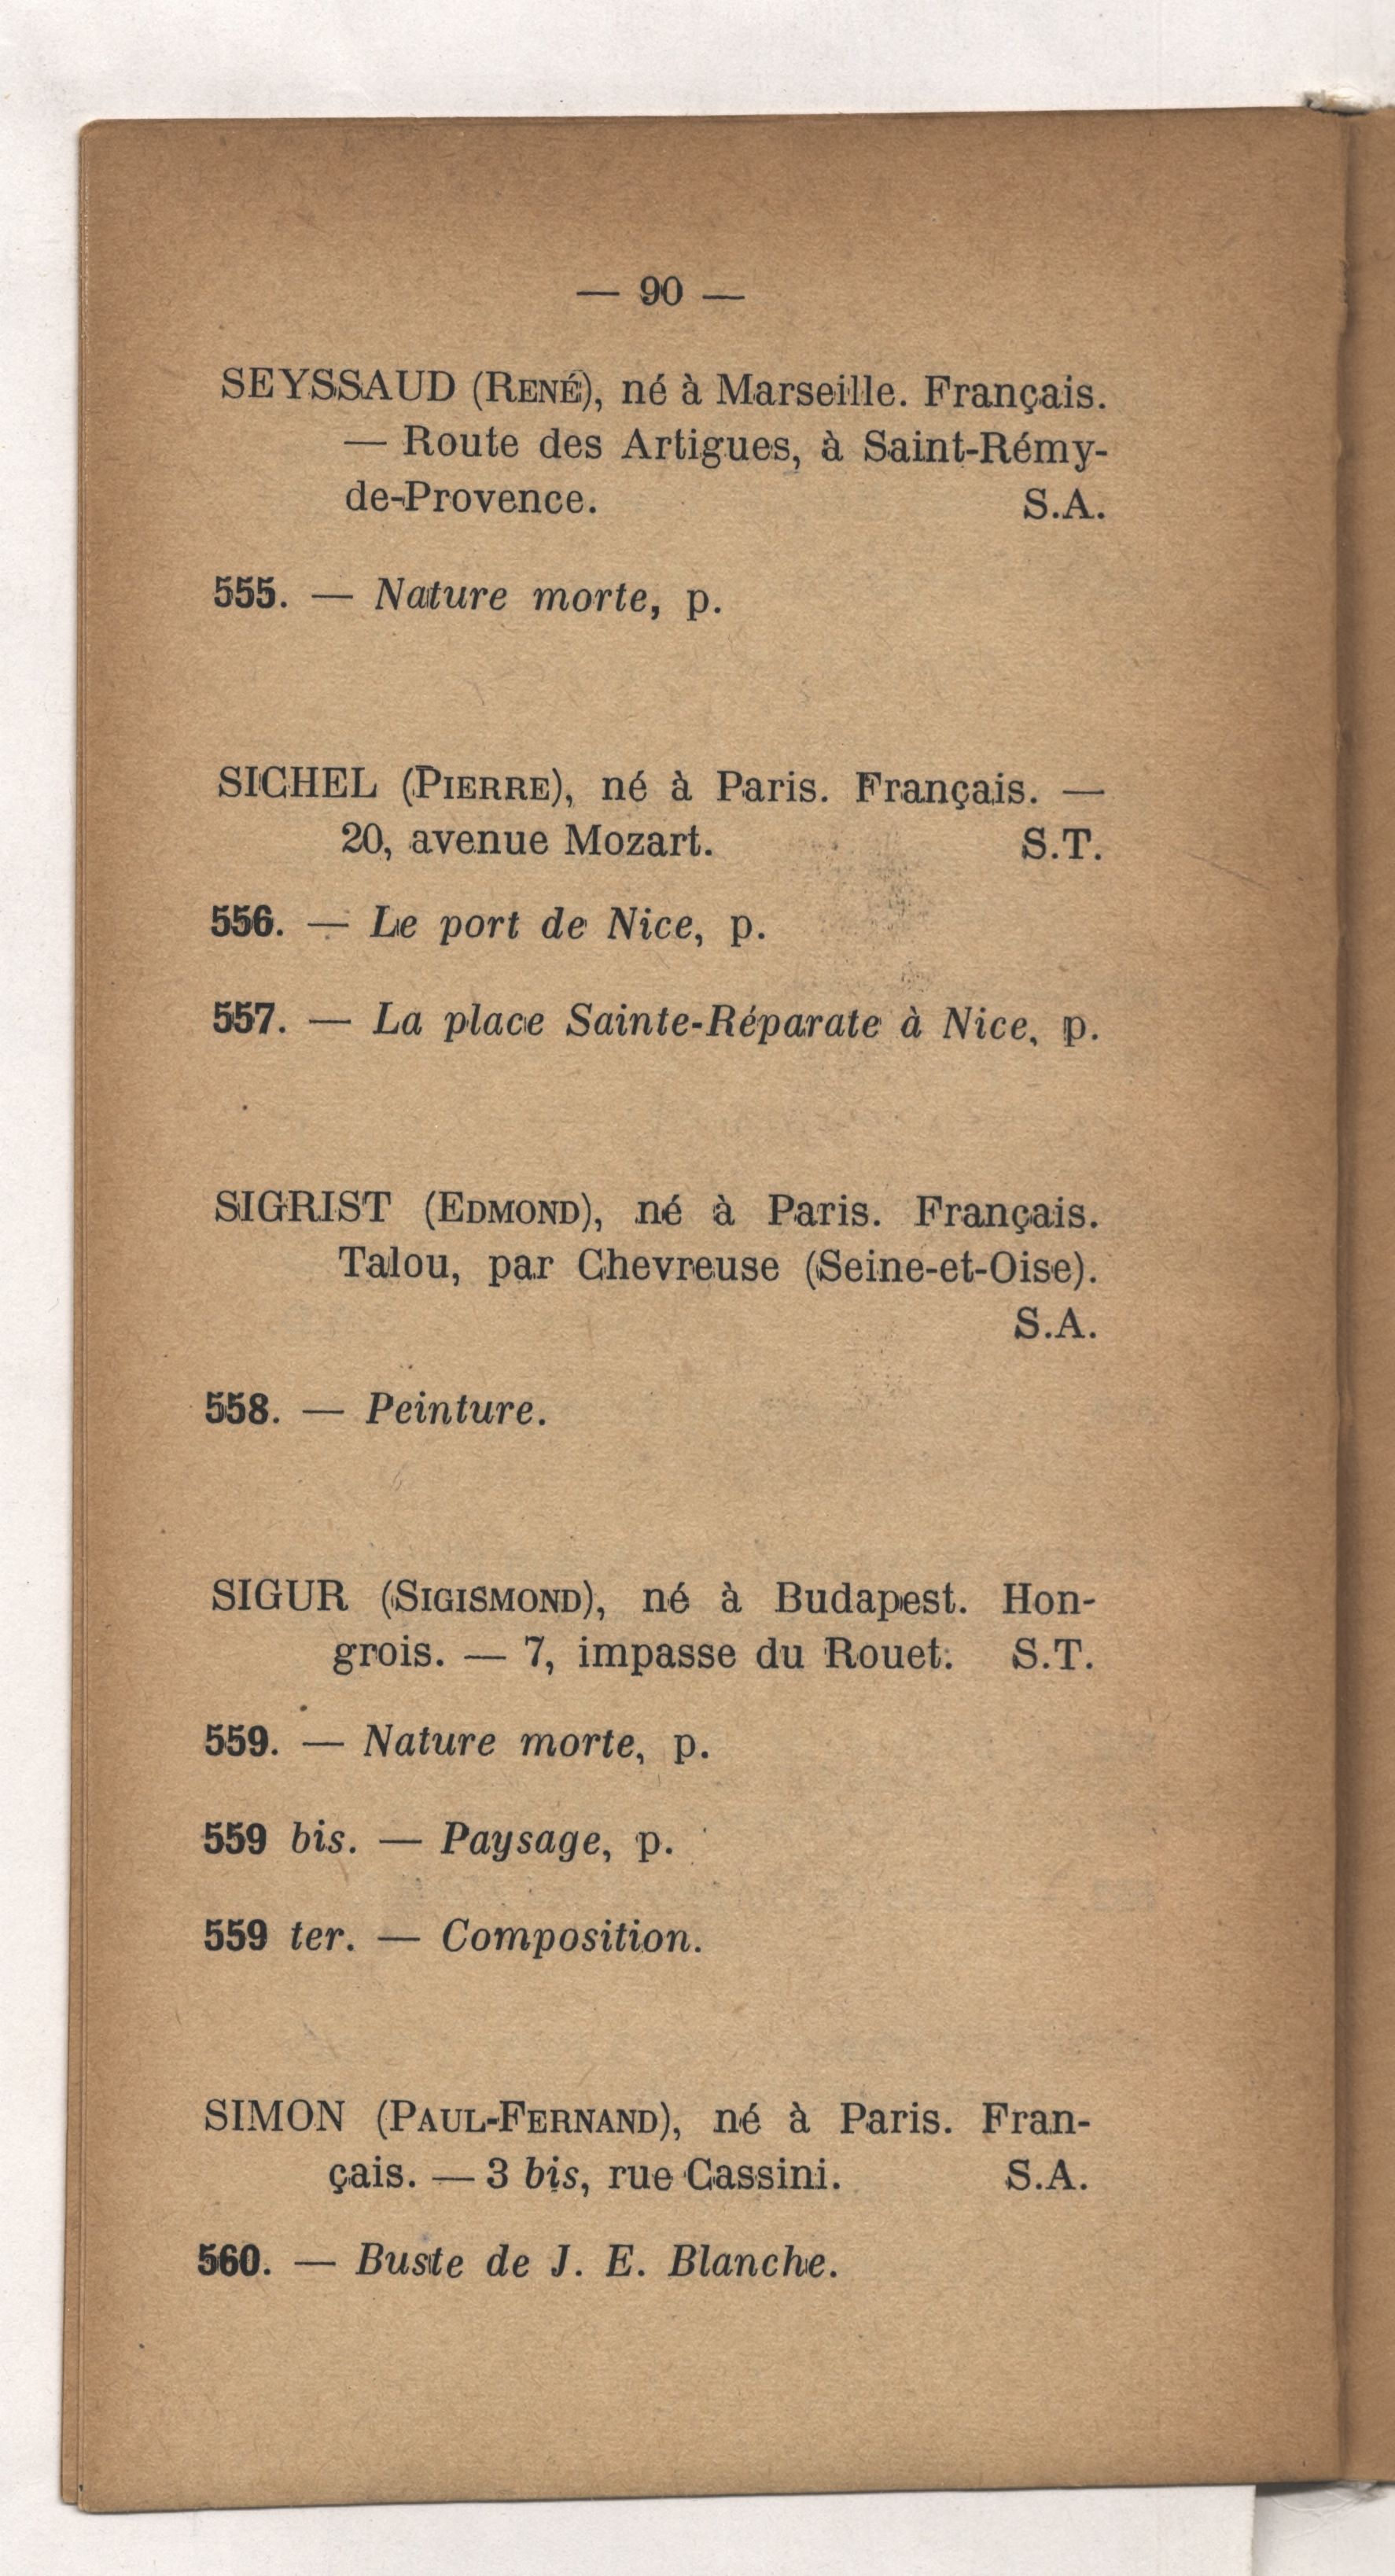 — 90 —
SEYSSAUD (RENÉ), né à Marseille. Français.
— Route des Artigues, à Saint-Rémy-
de-Provence. S.A.
555. — Nature morte, p.
SICHEL (PIERRE), né à Paris. Français. —
20, avenue Mozart. S.T.
556. — Le port de Nice, p.
557. — La place Sainte-Réparate à Nice, p.
SIGRIST (EDMOND), né à Paris. Français.
Talou, par Chevreuse (Seine-et-Oise).
S.A.
558. — Peinture.
SIGUR (SIGISMOND), né à Budapest. Hon-
grois. — 7, impasse du Rouet. S.T.
559. — Nature morte, p.
559 bis. — Paysage, p.
559 ter. — Composition.
SIMON (PAUL-FERNAND), né à Paris. Fran-
çais. — 3 bis, rue Cassini. S.A.
560. — Buste de J. E. Blanche.